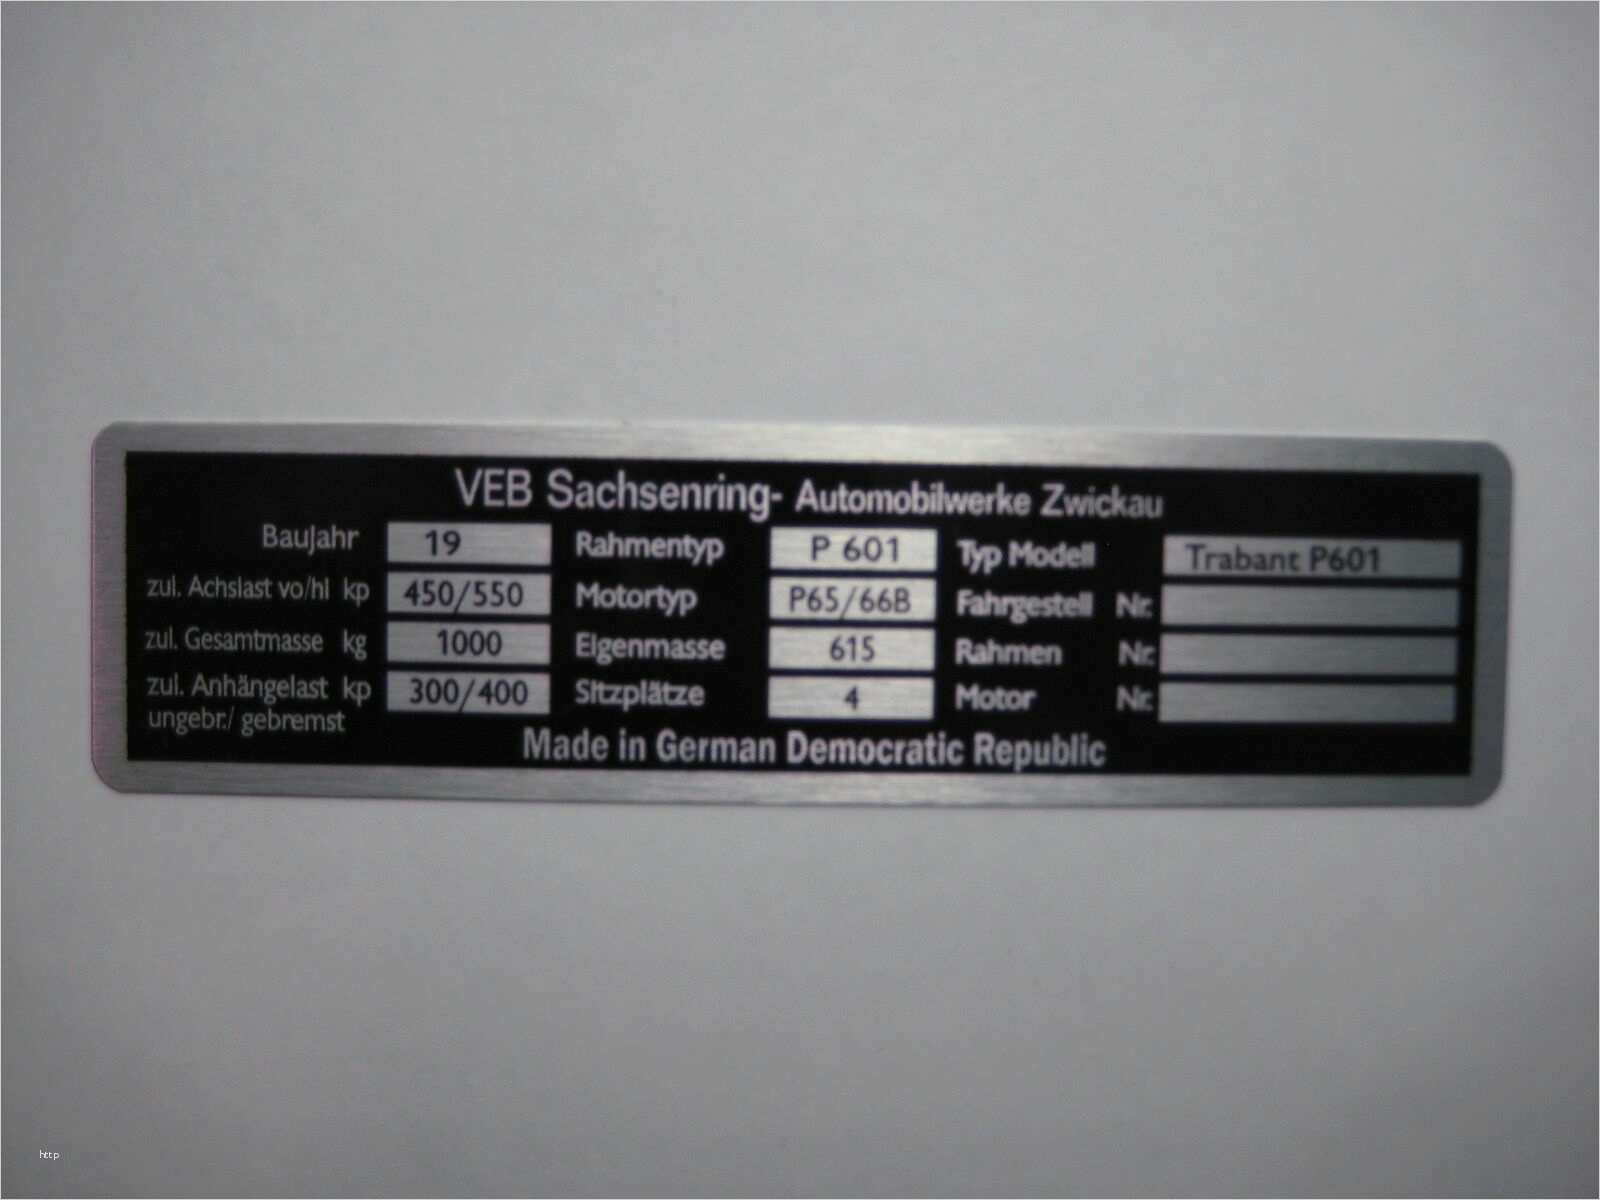 VEB Sachsenring- Automobilwerke Zwickau
BauJahr 19 Rahmentyp P 601 Typ Modell Trabant P601
zul. Achslast vo/hl kp 450/550 Motortyp P65/66B Fahrgestell Nr.
zul. Gesamtmasse kg 1000 Eigenmasse 615 Rahmen Nr.
zul. Anhängelast kp 300/400 Sitzplätze 4 Motor Nr.
ungebr./ gebremst
Made in German Democratic Republic
http